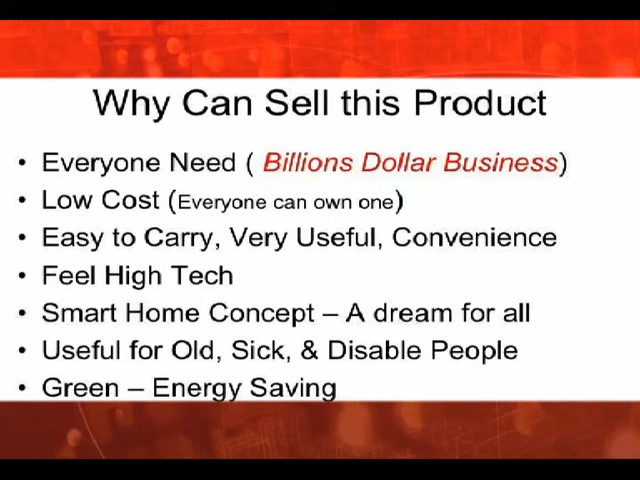 Why Can Sell this Product
• Everyone Need ( Billions Dollar Business)
• Low Cost (Everyone can own one)
• Easy to Carry, Very Useful, Convenience
• Feel High Tech
• Smart Home Concept – A dream for all
• Useful for Old, Sick, & Disable People
• Green – Energy Saving